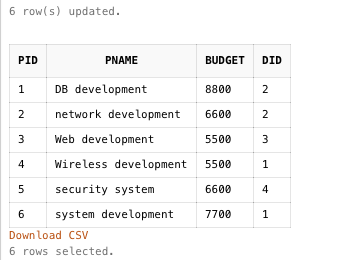 6 row(s) updated.
PID PNAME BUDGET DID
1 DB development 8800 2
2 network development 6600 2
3 Web development 5500 3
4 Wireless development 5500 1
5 security system 6600 4
6 system development 7700 1
Download CSV
6 rows selected.